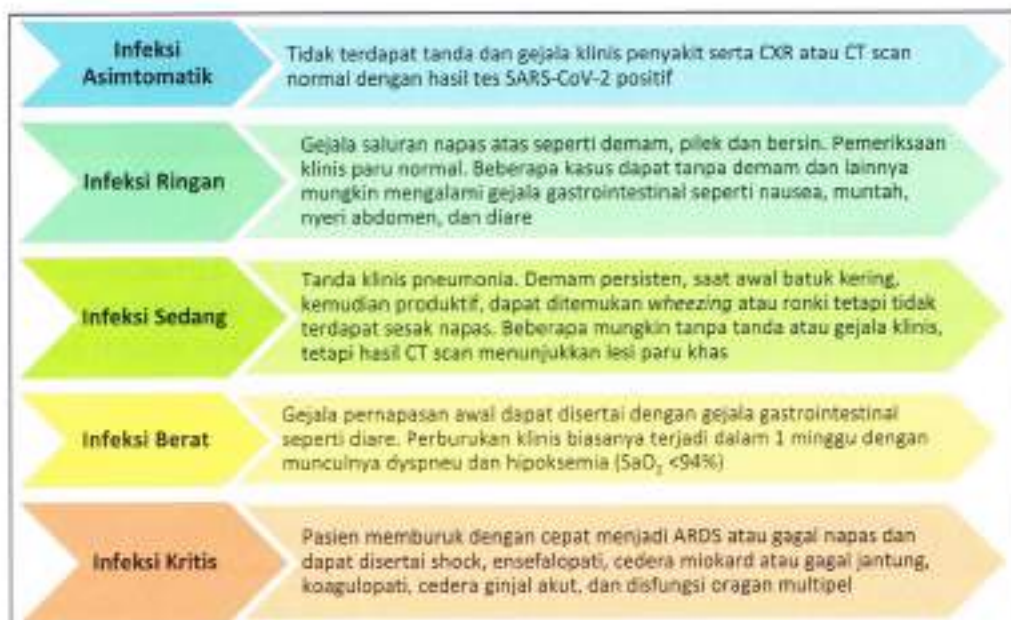 Infeksi
Asimtomatik
Tidak terdapat tanda dan gejala klinis penyakit serta CXR atau CT scan
normal dengan hasil tes SARS-CoV-2 positif
Infeksi Ringan
Gejala saluran napas atas seperti demam, pilek dan bersin. Pemeriksaan
klinis paru normal. Beberapa kasus dapat tanpa demam dan lainnya
mungkin mengalami gejala gastrointestinal seperti nausea, muntah,
nyeri abdomen, dan diare
Infeksi Sedang
Tanda klinis pneumonia. Demam persisten, saat awal batuk kering,
kemudian produktif, dapat ditemukan wheezing atau ronki tetapi tidak
terdapat sesak napas. Beberapa mungkin tanpa tanda atau gejala klinis,
tetapi hasil CT scan menunjukkan lesi paru khas
Infeksi Berat
Gejala pernapasan awal dapat disertai dengan gejala gastrointestinal
seperti diare. Perburukan klinis biasanya terjadi dalam 1 minggu dengan
munculnya dyspneu dan hipoksemia (SaO₂ <94%)
Infeksi Kritis
Pasien memburuk dengan cepat menjadi ARDS atau gagal napas dan
dapat disertai shock, ensefalopati, cedera miokard atau gagal jantung,
koagulopati, cedera ginjal akut, dan disfungsi oragan multipel